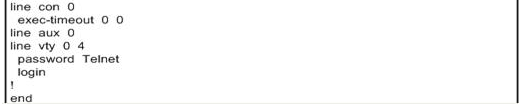 line con 0
exec-timeout 0 0
line aux 0
line vty 0 4
password Telnet
login
!
end